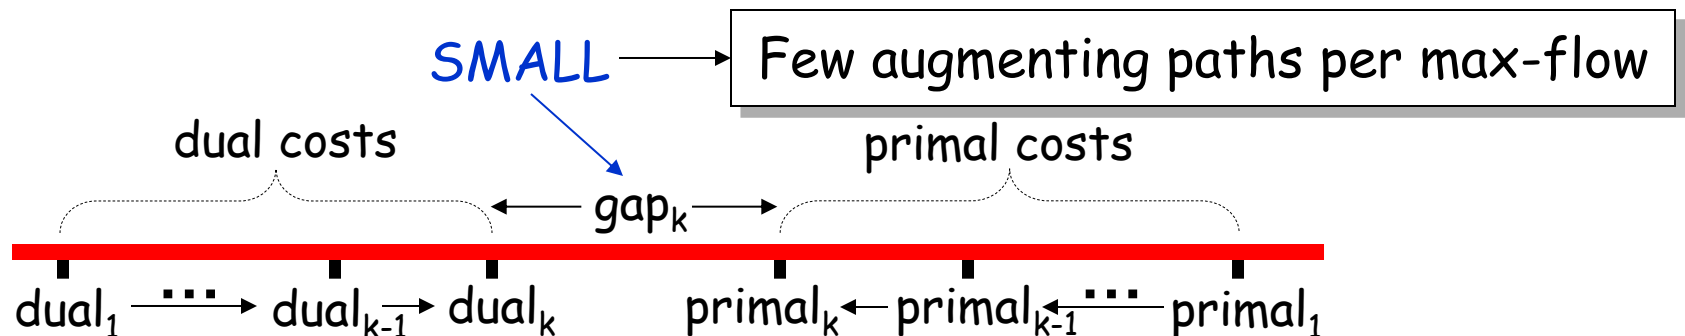 SMALL Few augmenting paths per max-flow
dual costs primal costs
gapₖ
dual₁ ... dualₖ₋₁ dualₖ primalₖ primalₖ₋₁ ... primal₁